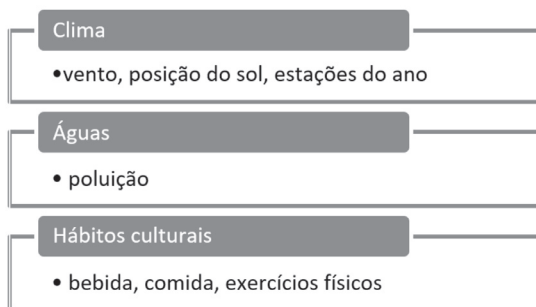 Clima
•vento, posição do sol, estações do ano
Águas
• poluição
Hábitos culturais
• bebida, comida, exercícios físicos